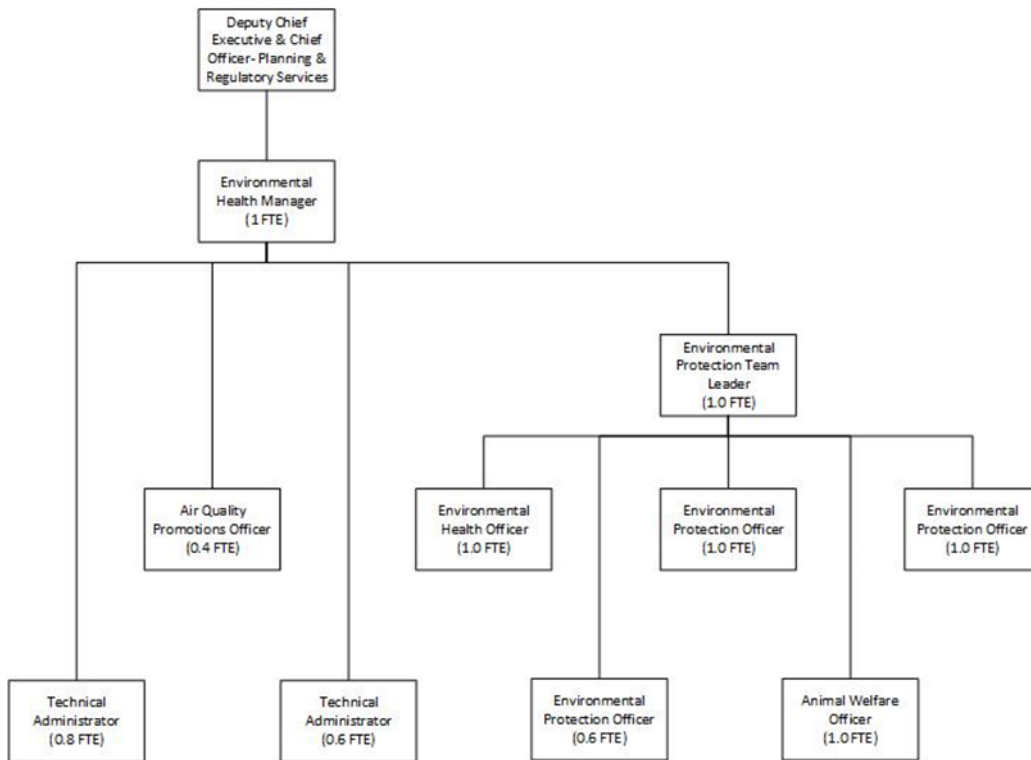 Deputy Chief
Executive & Chief
Officer- Planning &
Regulatory Services
Environmental
Health Manager
(1 FTE)
Environmental
Protection Team
Leader
(1.0 FTE)
Air Quality
Promotions Officer
(0.4 FTE)
Environmental
Health Officer
(1.0 FTE)
Environmental
Protection Officer
(1.0 FTE)
Environmental
Protection Officer
(1.0 FTE)
Technical
Administrator
(0.8 FTE)
Technical
Administrator
(0.6 FTE)
Environmental
Protection Officer
(0.6 FTE)
Animal Welfare
Officer
(1.0 FTE)